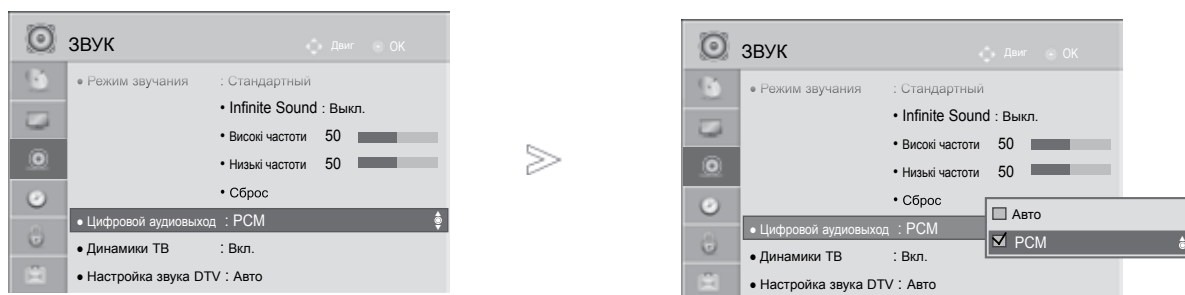 ЗВУК
Двиг OK
• Режим звучания : Стандартный
• Infinite Sound : Выкл.
• Високі частоти 50
• Низькі частоти 50
• Сброс
• Цифровой аудиовыход : PCM
• Динамики ТВ : Вкл.
• Настройка звука DTV : Авто
ЗВУК
Двиг OK
• Режим звучания : Стандартный
• Infinite Sound : Выкл.
• Високі частоти 50
• Низькі частоти 50
• Сброс
• Цифровой аудиовыход : PCM
Авто
PCM
• Динамики ТВ : Вкл.
• Настройка звука DTV : Авто